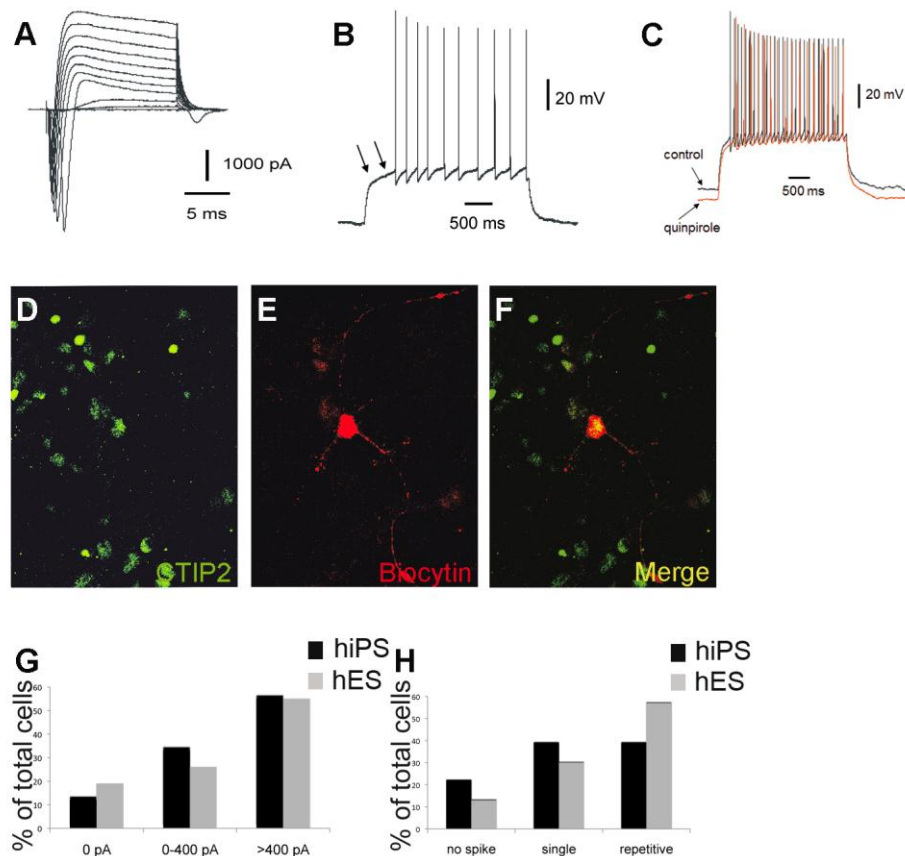 A
1000 pA
5 ms
B
20 mV
500 ms
C
20 mV
control
500 ms
quinpirole
D
CTIP2
E
Biocytin
F
Merge
G
hiPS
hES
% of total cells
60
50
40
30
20
10
0
0 pA
0-400 pA
>400 pA
H
hiPS
hES
% of total cells
60
50
40
30
20
10
0
no spike
single
repetitive